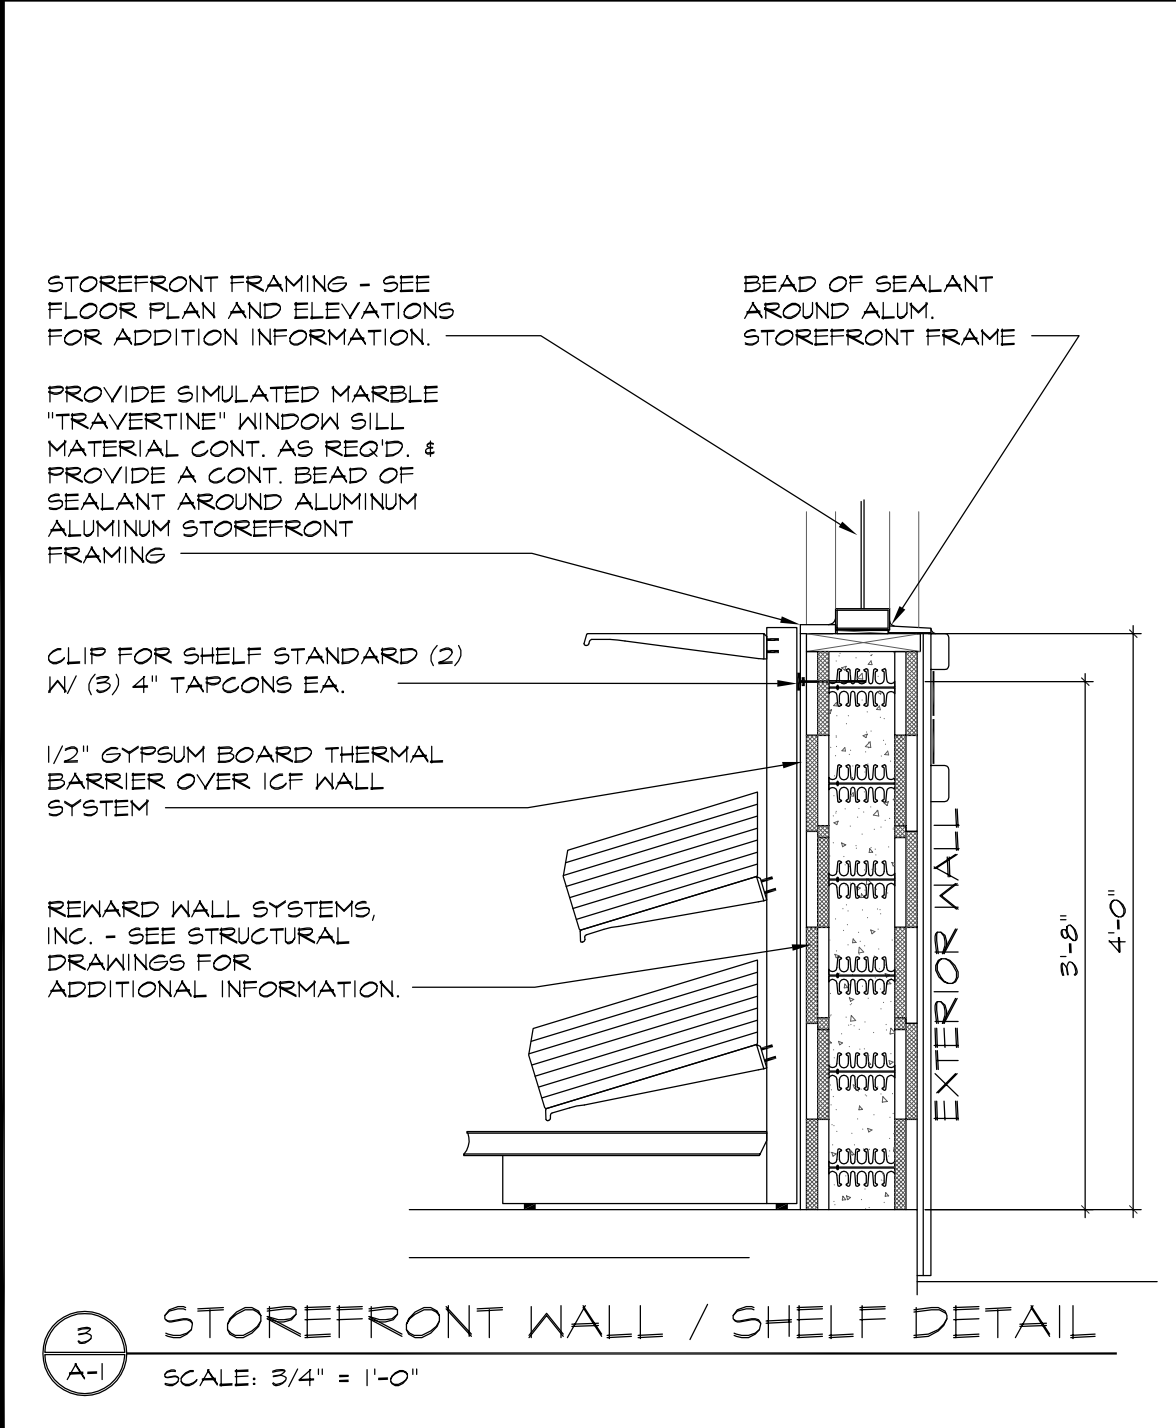 STOREFRONT FRAMING - SEE
FLOOR PLAN AND ELEVATIONS
FOR ADDITION INFORMATION.
BEAD OF SEALANT
AROUND ALUM.
STOREFRONT FRAME
PROVIDE SIMULATED MARBLE
"TRAVERTINE" WINDOW SILL
MATERIAL CONT. AS REQ'D. &
PROVIDE A CONT. BEAD OF
SEALANT AROUND ALUMINUM
ALUMINUM STOREFRONT
FRAMING
CLIP FOR SHELF STANDARD (2)
W/ (3) 4" TAPCONS EA.
1/2" GYPSUM BOARD THERMAL
BARRIER OVER ICF WALL
SYSTEM
REWARD WALL SYSTEMS,
INC. - SEE STRUCTURAL
DRAWINGS FOR
ADDITIONAL INFORMATION.
EXTERIOR WALL
3'-8"
4'-0"
3
A-1
STOREFRONT WALL / SHELF DETAIL
SCALE: 3/4" = 1'-0"